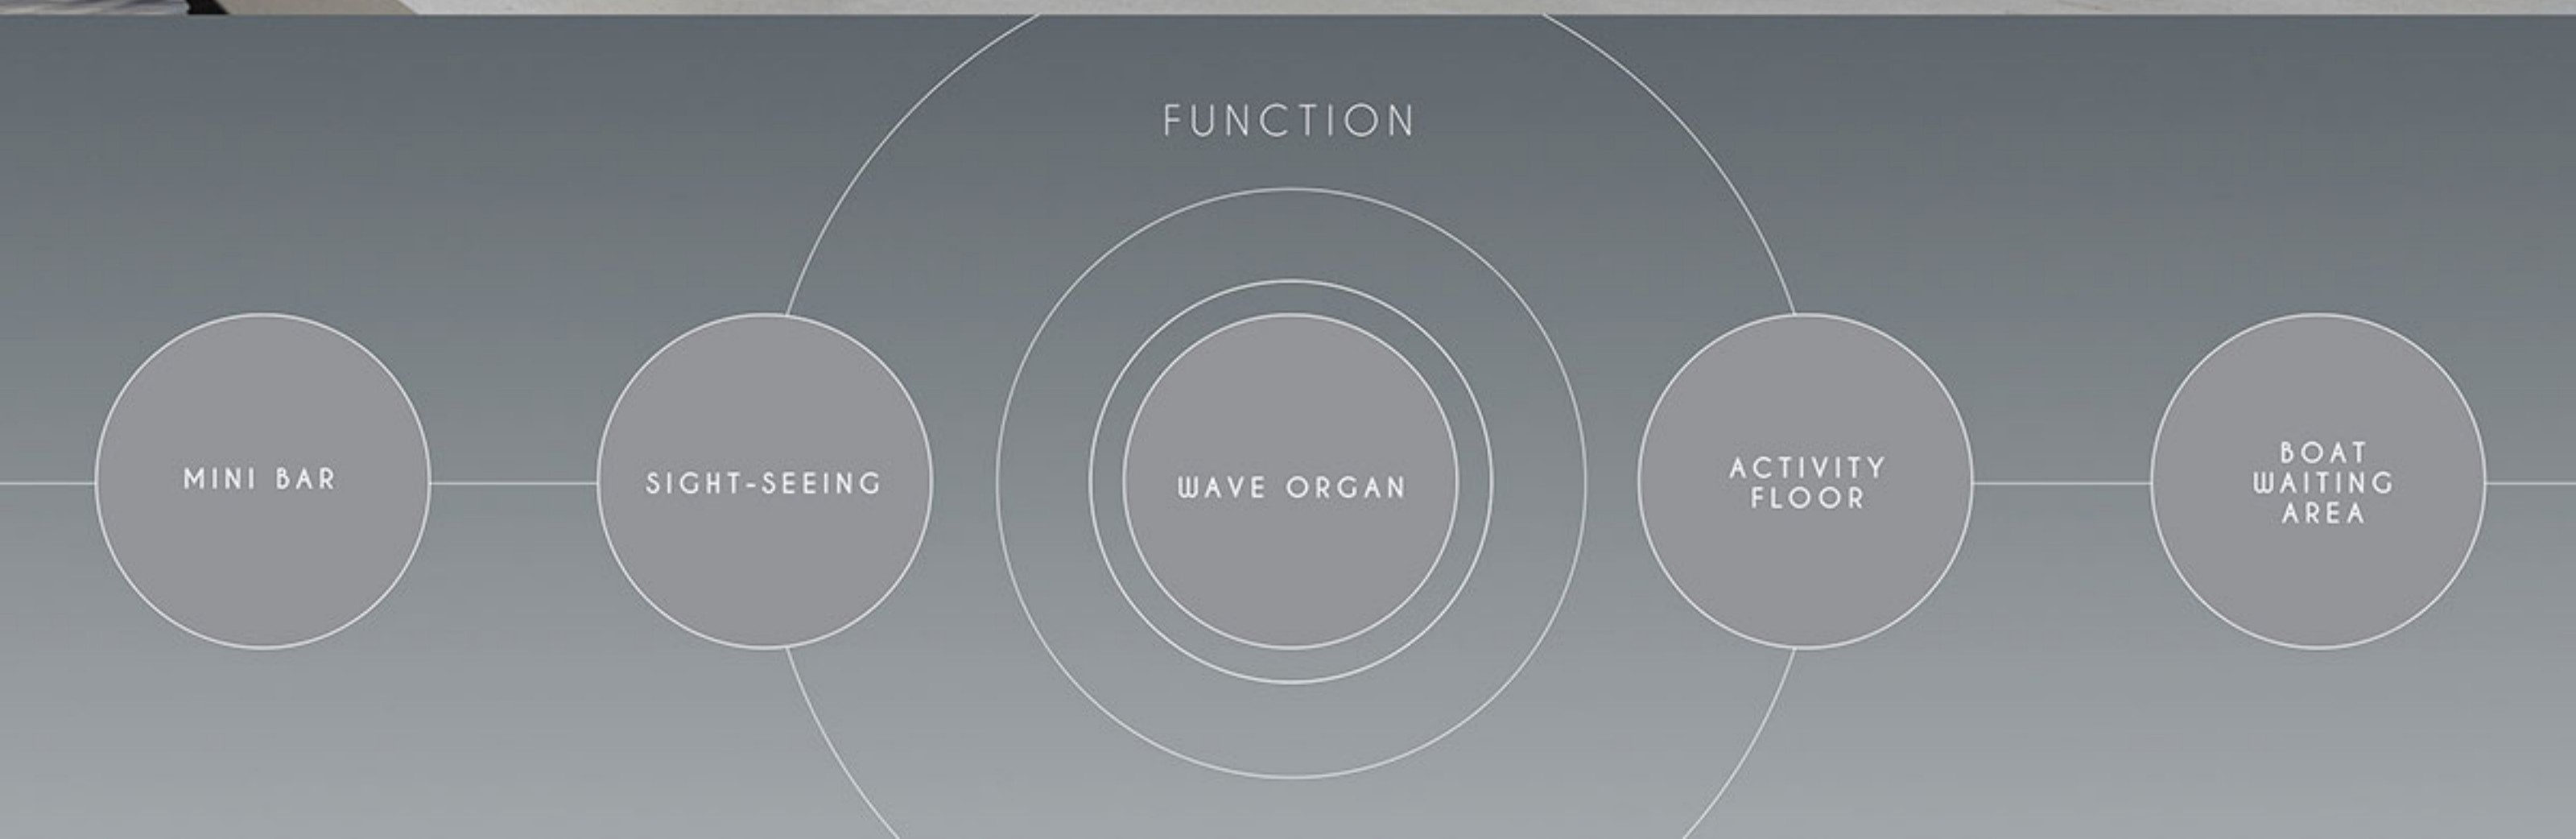 FUNCTION
MINI BAR
SIGHT-SEEING
WAVE ORGAN
ACTIVITY
FLOOR
BOAT
WAITING
AREA